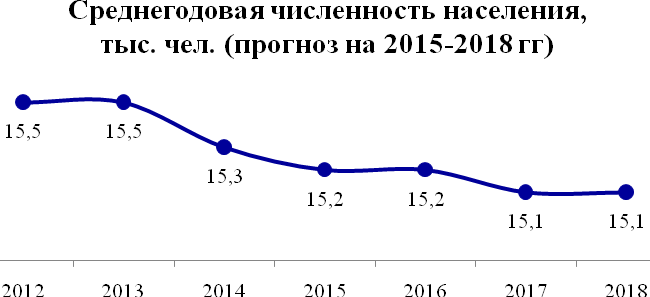 Среднегодовая численность населения,
тыс. чел. (прогноз на 2015-2018 гг)
15,5 15,5 15,3 15,2 15,2 15,1 15,1
2012 2013 2014 2015 2016 2017 2018